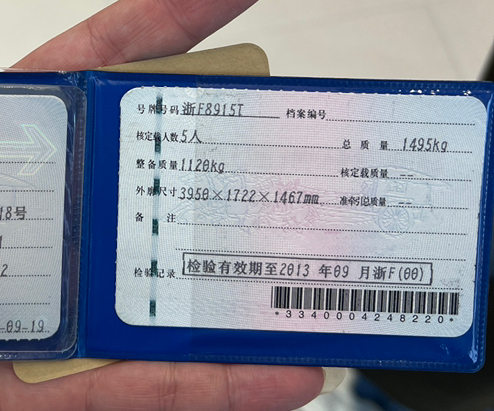 号牌号码 浙F8915T 档案编号
核定载人数 5人 总质量 1495kg
整备质量 1120kg 核定载质量 --
外廓尺寸 3950×1722×1467mm 准牵引总质量 --
备注
检验记录 检验有效期至2013 年09 月浙F(00)
*3340004248220*
18号
1
2
-09-19